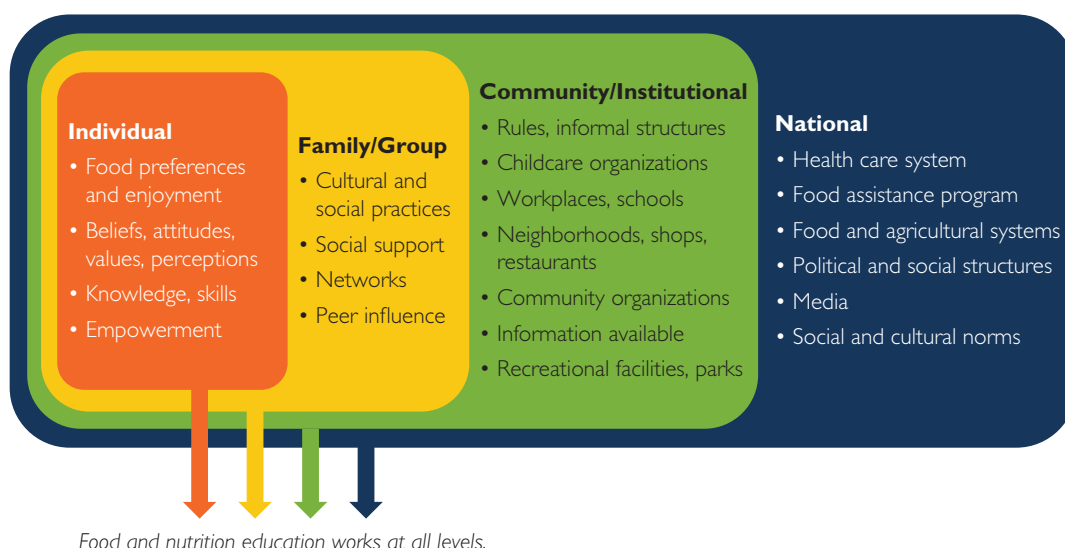 Individual
• Food preferences
and enjoyment
• Beliefs, attitudes,
values, perceptions
• Knowledge, skills
• Empowerment
Family/Group
• Cultural and
social practices
• Social support
• Networks
• Peer influence
Community/Institutional
• Rules, informal structures
• Childcare organizations
• Workplaces, schools
• Neighborhoods, shops,
restaurants
• Community organizations
• Information available
• Recreational facilities, parks
National
• Health care system
• Food assistance program
• Food and agricultural systems
• Political and social structures
• Media
• Social and cultural norms
Food and nutrition education works at all levels.